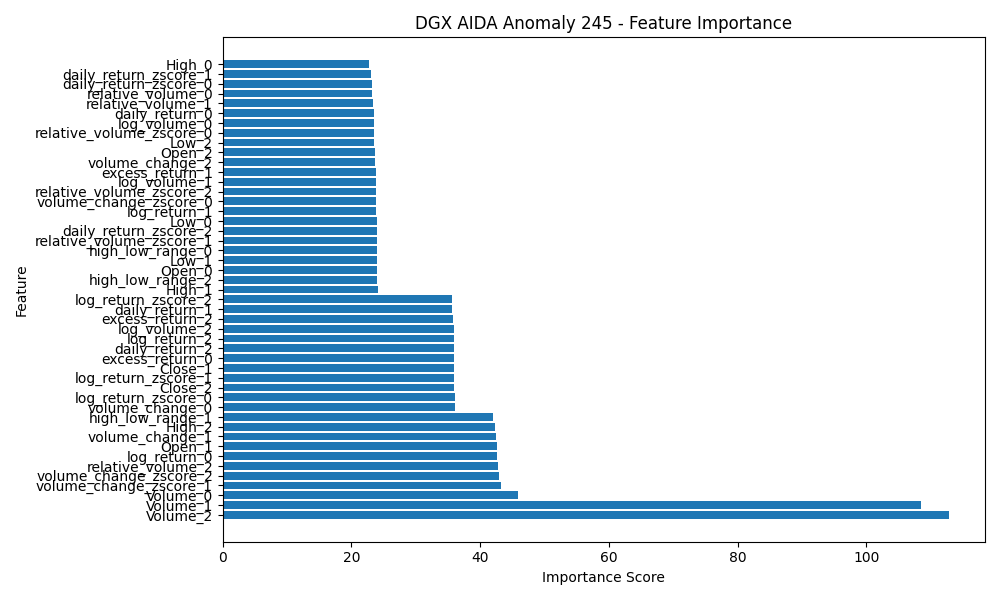 DGX AIDA Anomaly 245 - Feature Importance
Feature
High_0
daily_return_zscore_1
daily_return_zscore_0
relative_volume_0
relative_volume_1
daily_return_0
log_volume_0
relative_volume_zscore_0
Low_2
Open_2
volume_change_2
excess_return_1
log_volume_1
relative_volume_zscore_2
volume_change_zscore_0
log_return_1
Low_0
daily_return_zscore_2
relative_volume_zscore_1
high_low_range_0
Low_1
Open_0
high_low_range_2
High_1
log_return_zscore_2
daily_return_1
excess_return_2
log_volume_2
log_return_2
daily_return_2
excess_return_0
Close_1
log_return_zscore_1
Close_2
log_return_zscore_0
volume_change_0
high_low_range_1
High_2
volume_change_1
Open_1
log_return_0
relative_volume_2
volume_change_zscore_2
volume_change_zscore_1
Volume_0
Volume_1
Volume_2
0 20 40 60 80 100
Importance Score